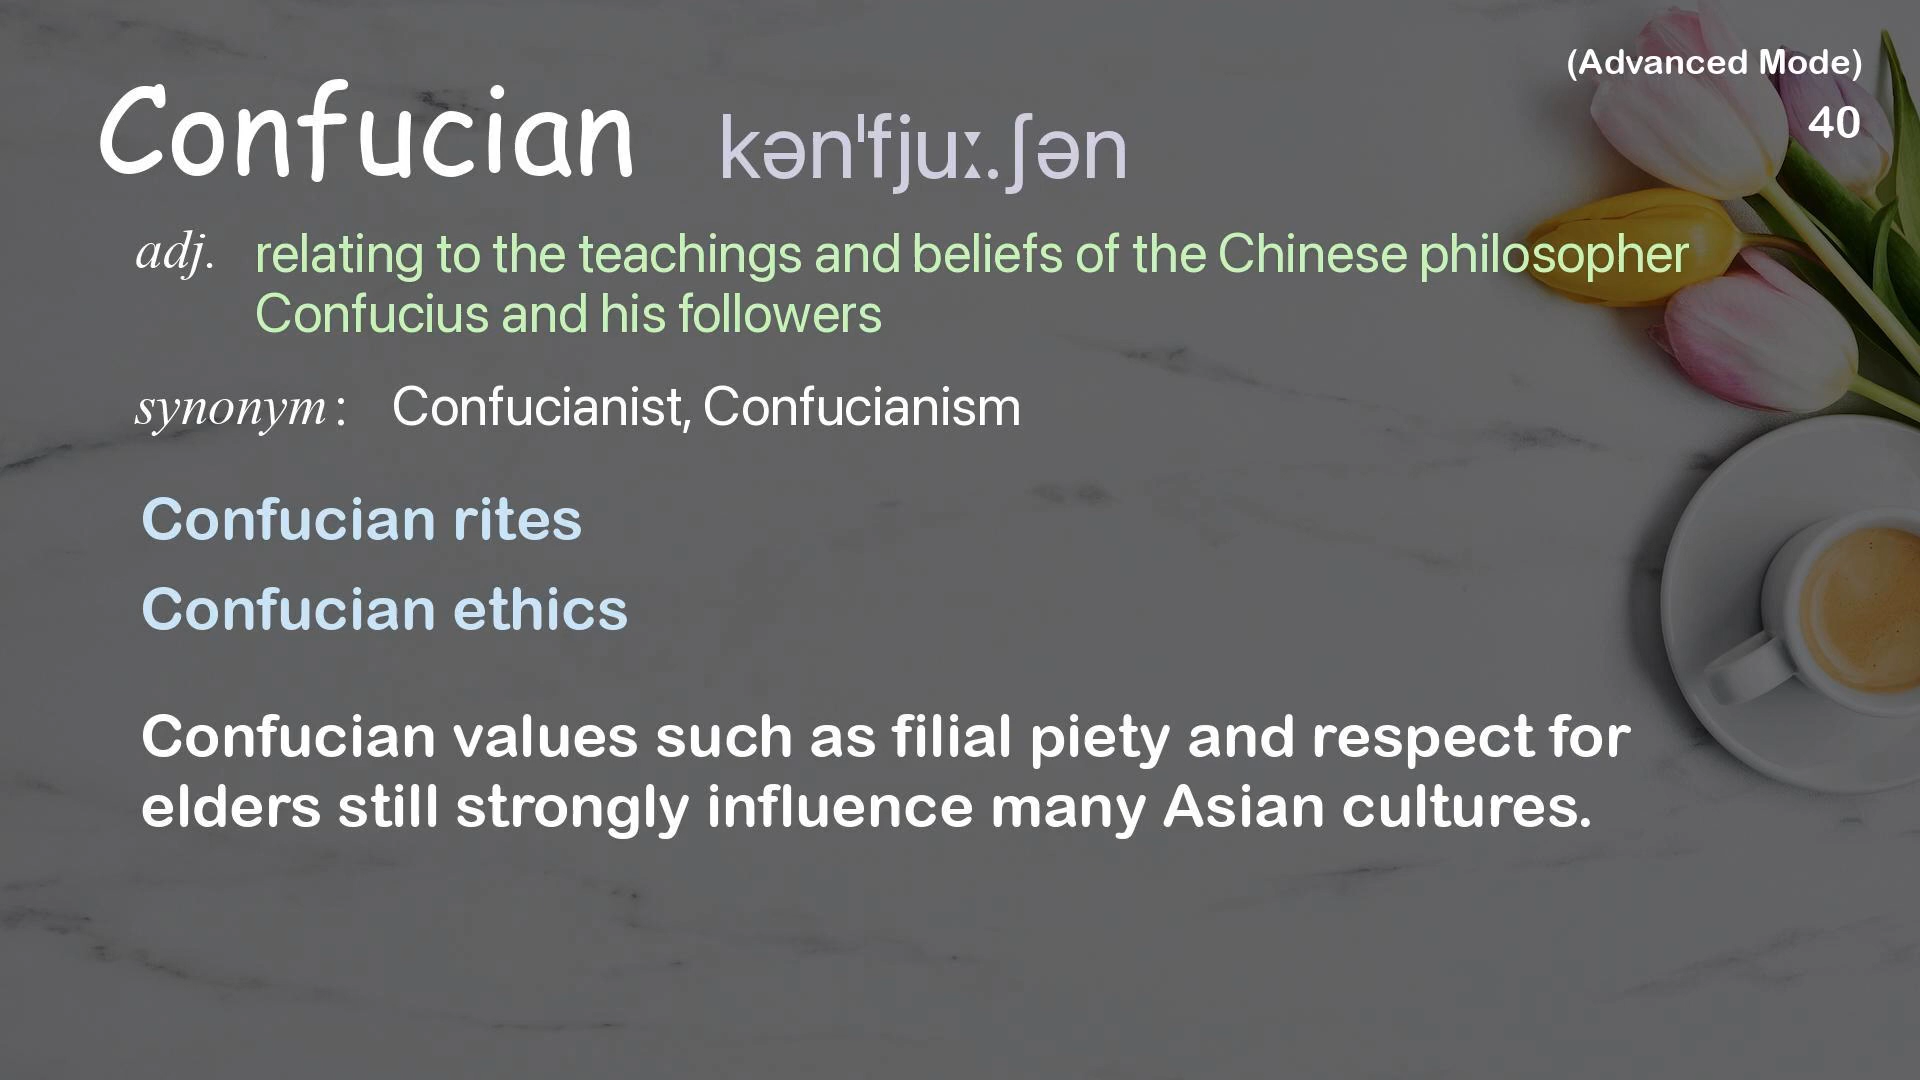 (Advanced Mode)
40
Confucian kənˈfjuː.ʃən
adj. relating to the teachings and beliefs of the Chinese philosopher
Confucius and his followers
synonym : Confucianist, Confucianism
Confucian rites
Confucian ethics
Confucian values such as filial piety and respect for
elders still strongly influence many Asian cultures.